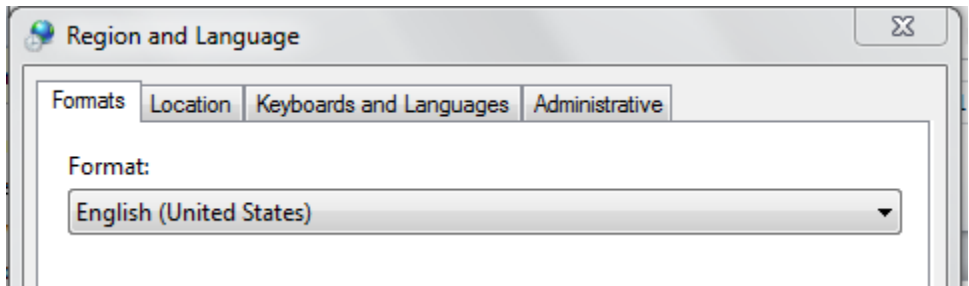 Region and Language
Formats Location Keyboards and Languages Administrative
Format:
English (United States)